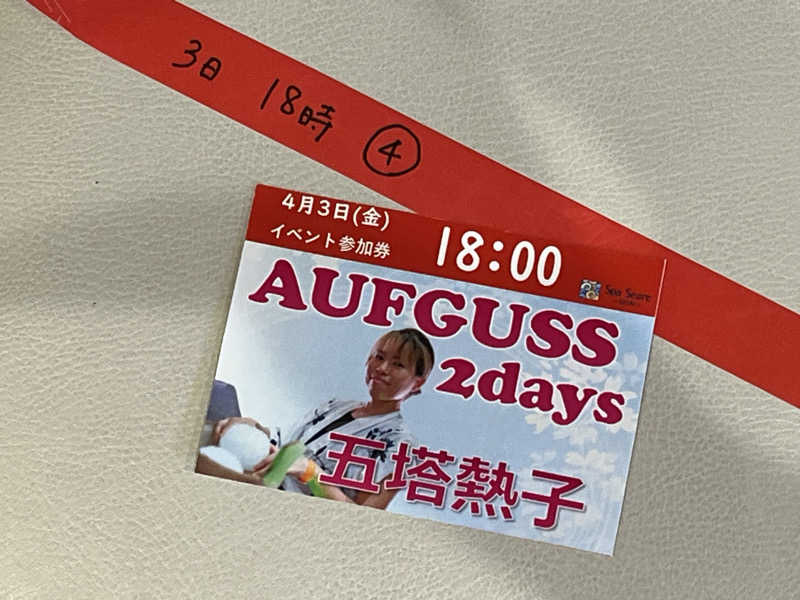 3日 18時 ④
4月3日(金)
イベント参加券
18:00
AUFGUSS
2days
五塔熱子